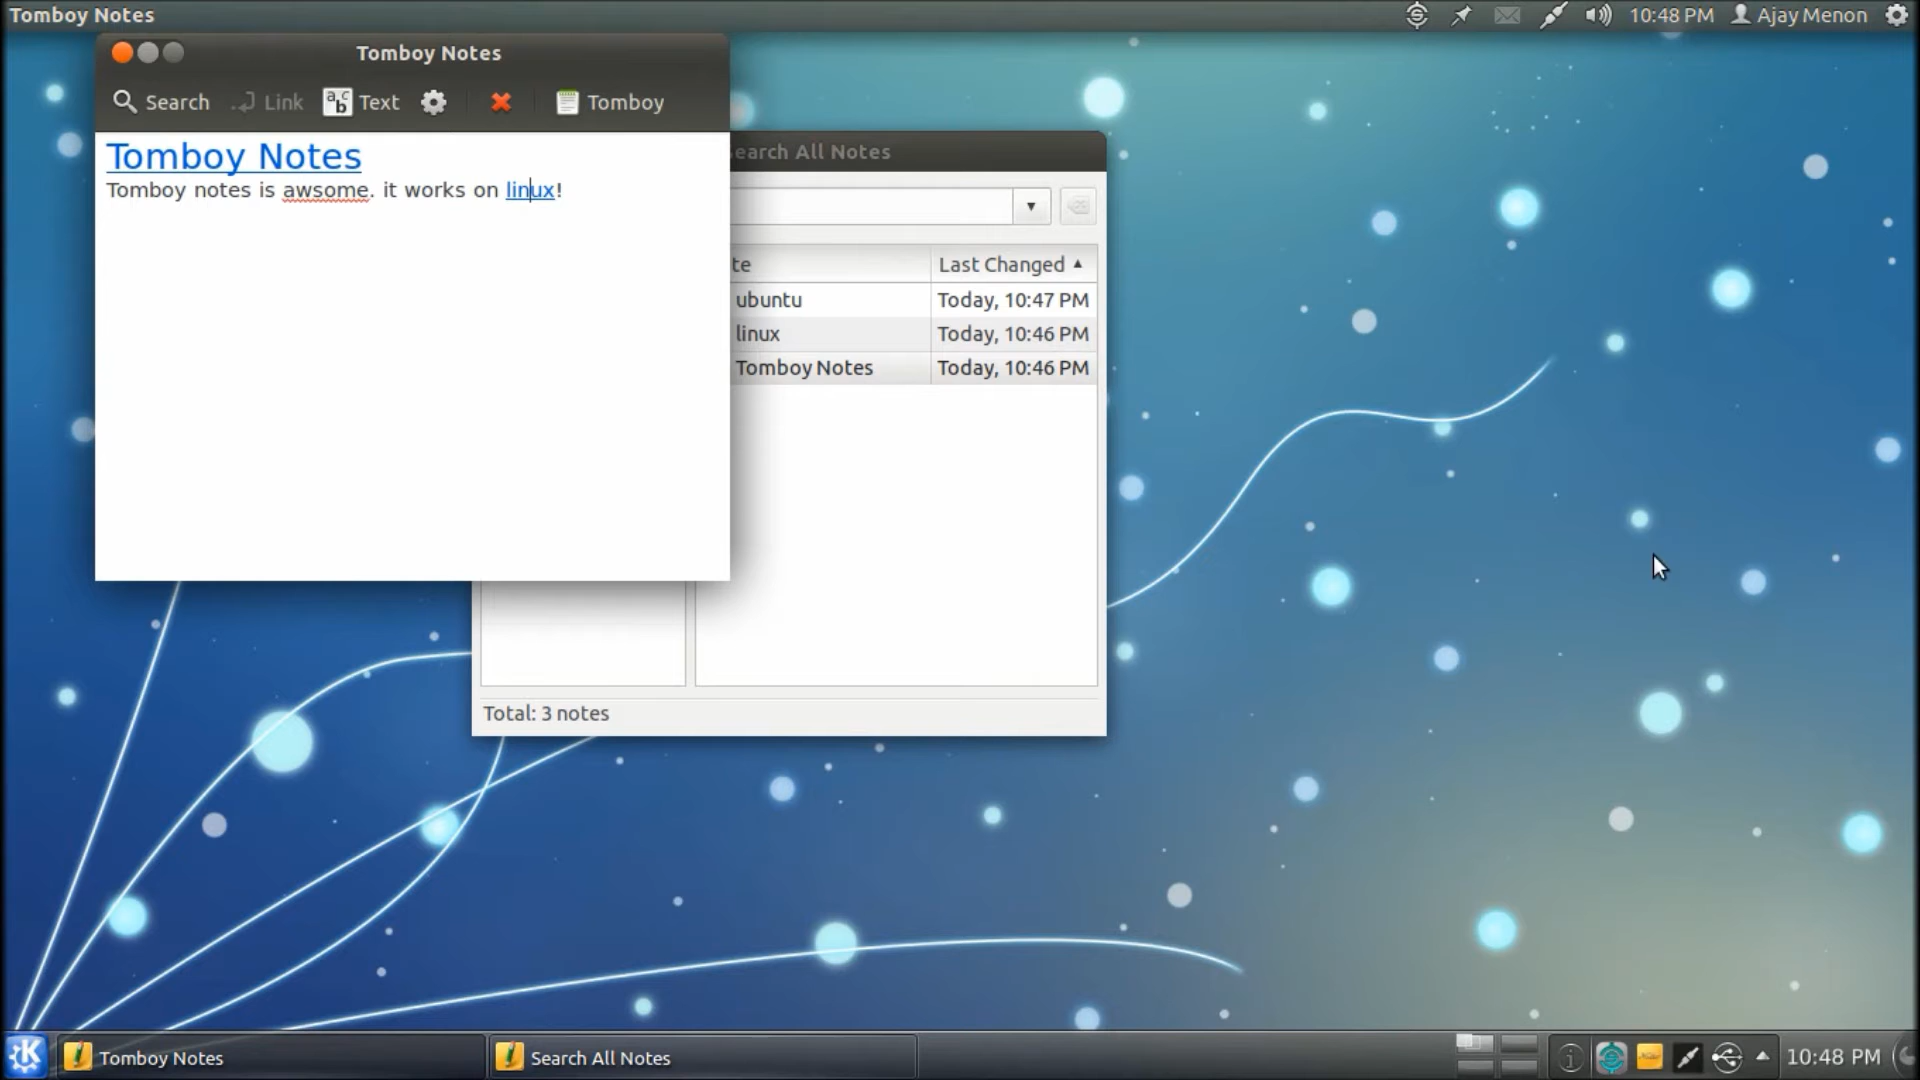 Tomboy Notes
10:48 PM Ajay Menon
Tomboy Notes
Search Link Text Tomboy
Tomboy Notes
Tomboy notes is awsome. it works on linux!
earch All Notes
te Last Changed
ubuntu Today, 10:47 PM
linux Today, 10:46 PM
Tomboy Notes Today, 10:46 PM
Total: 3 notes
Tomboy Notes
Search All Notes
10:48 PM